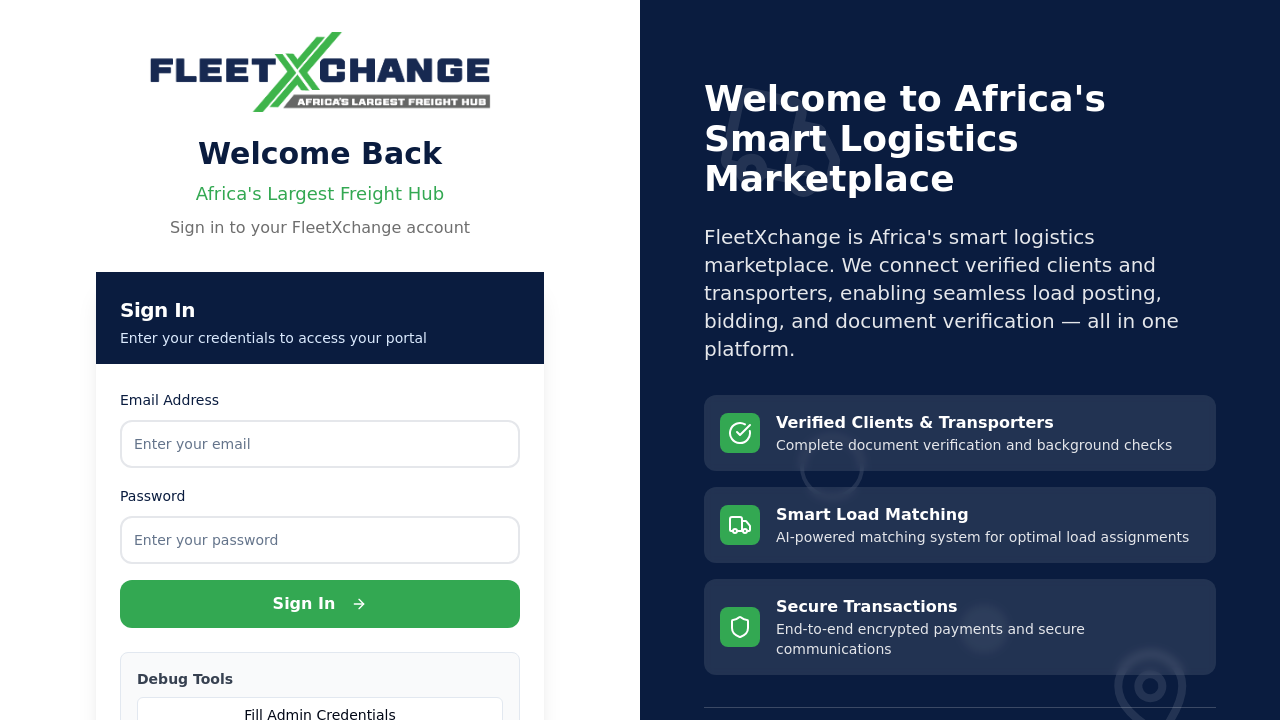 FLEETXCHANGE
AFRICA'S LARGEST FREIGHT HUB
Welcome Back
Africa's Largest Freight Hub
Sign in to your FleetXchange account
Sign In
Enter your credentials to access your portal
Email Address
Enter your email
Password
Enter your password
Sign In
Debug Tools
Fill Admin Credentials
Welcome to Africa's
Smart Logistics
Marketplace
FleetXchange is Africa's smart logistics
marketplace. We connect verified clients and
transporters, enabling seamless load posting,
bidding, and document verification — all in one
platform.
Verified Clients & Transporters
Complete document verification and background checks
Smart Load Matching
AI-powered matching system for optimal load assignments
Secure Transactions
End-to-end encrypted payments and secure
communications